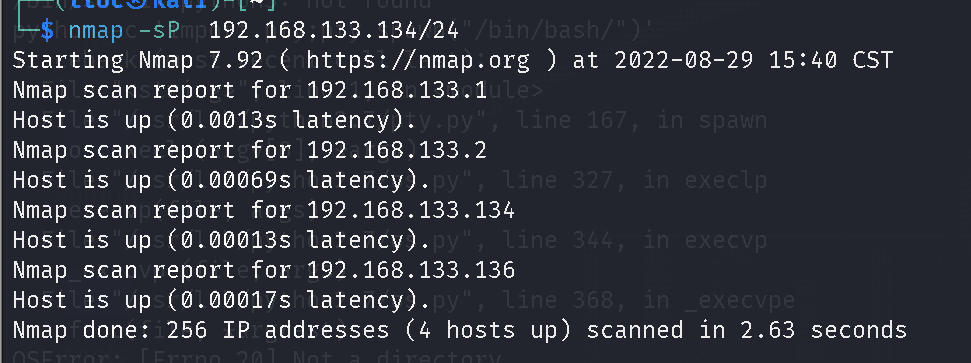 $ nmap -sP 192.168.133.134/24
Starting Nmap 7.92 ( https://nmap.org ) at 2022-08-29 15:40 CST
Nmap scan report for 192.168.133.1
Host is up (0.0013s latency).
Nmap scan report for 192.168.133.2
Host is up (0.00069s latency).
Nmap scan report for 192.168.133.134
Host is up (0.00013s latency).
Nmap scan report for 192.168.133.136
Host is up (0.00017s latency).
Nmap done: 256 IP addresses (4 hosts up) scanned in 2.63 seconds